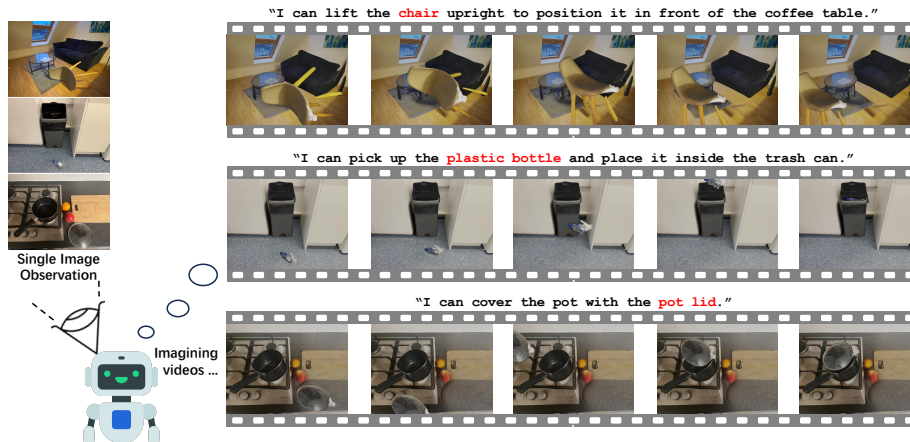 “I can lift the chair upright to position it in front of the coffee table.”
“I can pick up the plastic bottle and place it inside the trash can.”
Single Image
Observation
“I can cover the pot with the pot lid.”
Imagining
videos ...